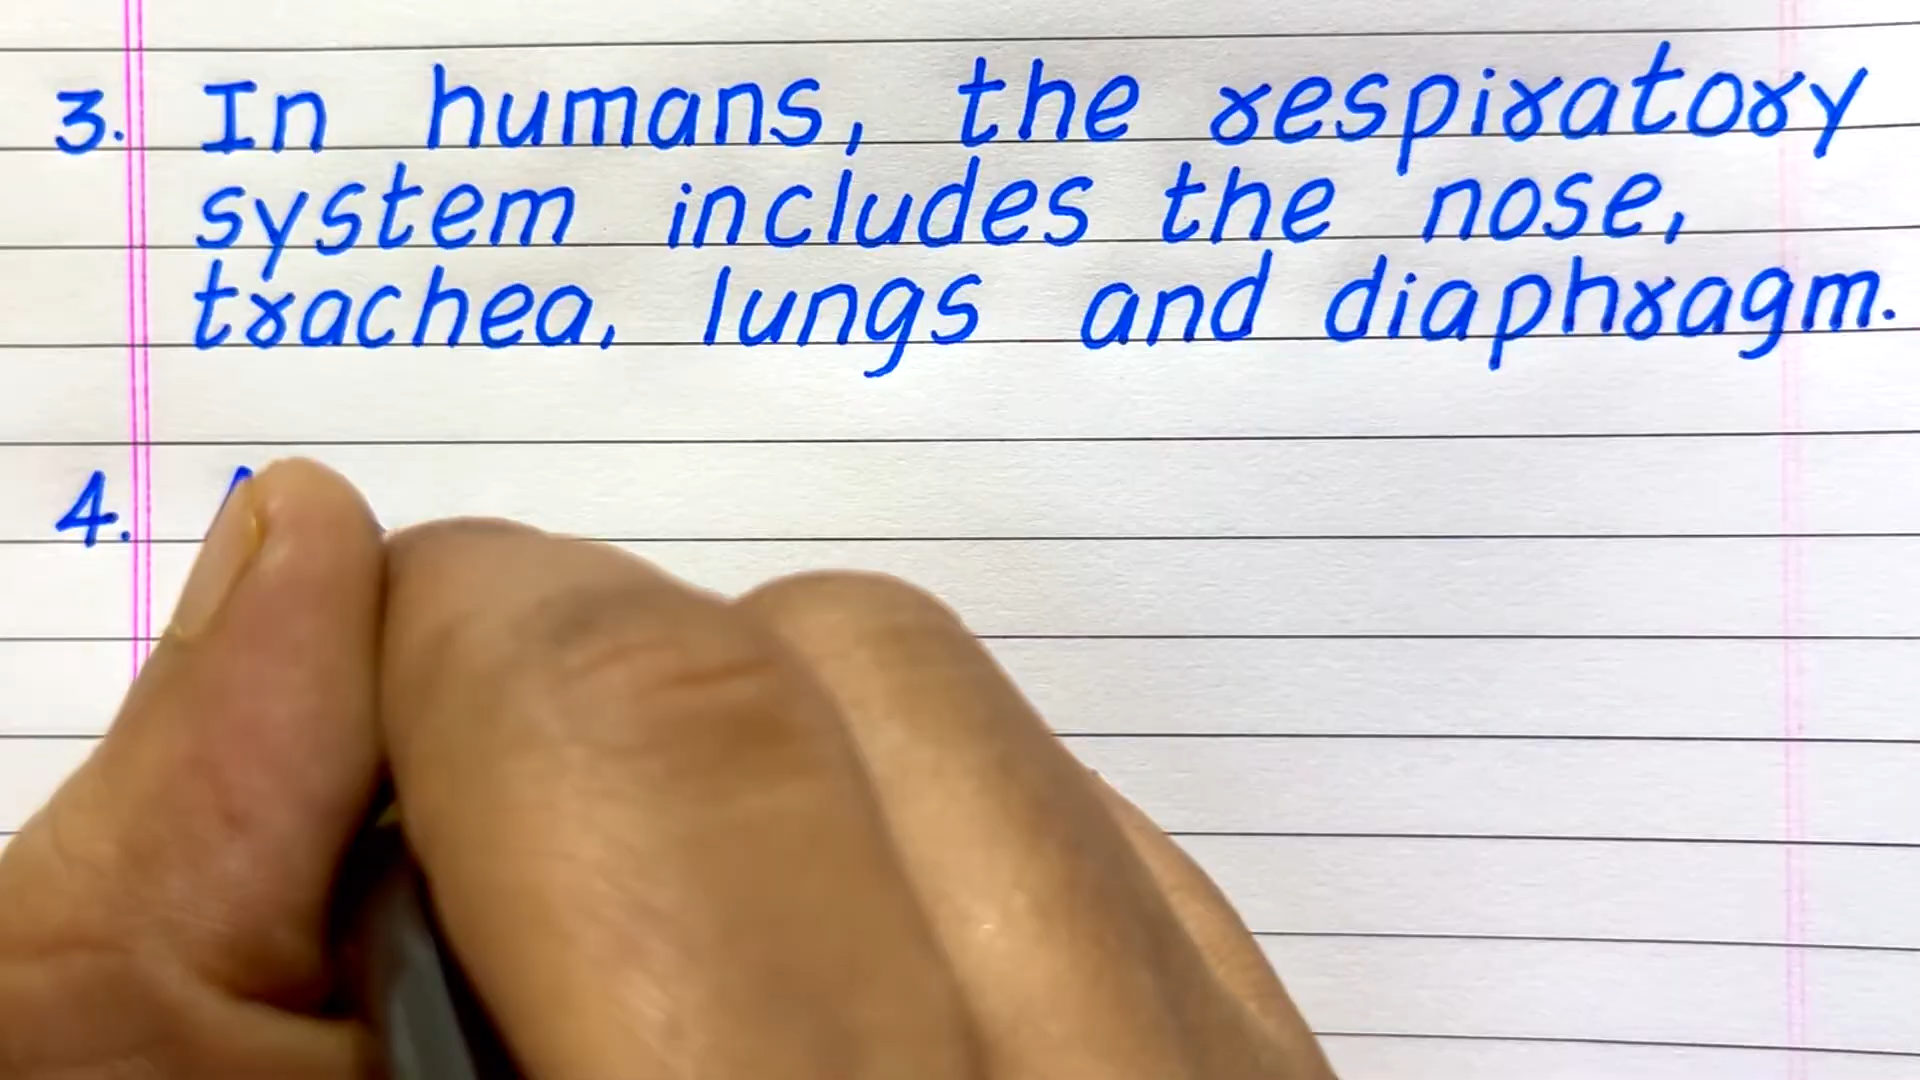 3. In humans, the respiratory
system includes the nose,
trachea, lungs and diaphragm.
4.